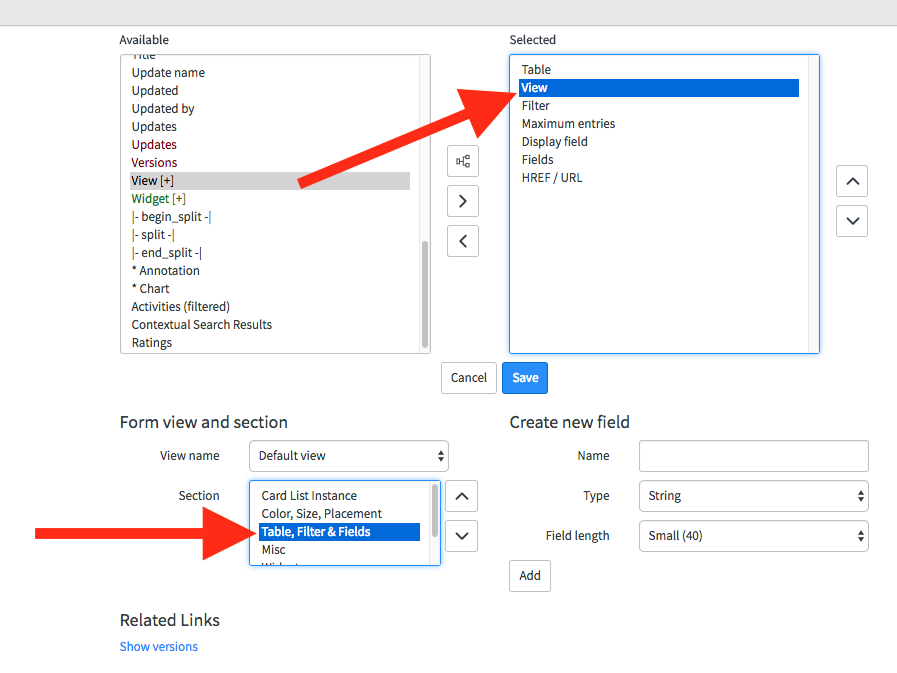 Available
Title
Update name
Updated
Updated by
Updates
Updates
Versions
View [+]
Widget [+]
|- begin_split -|
|- split -|
|- end_split -|
* Annotation
* Chart
Activities (filtered)
Contextual Search Results
Ratings
Selected
Table
View
Filter
Maximum entries
Display field
Fields
HREF / URL
Cancel
Save
Form view and section
View name
Default view
Section
Card List Instance
Color, Size, Placement
Table, Filter & Fields
Misc
Create new field
Name
Type
String
Field length
Small (40)
Add
Related Links
Show versions